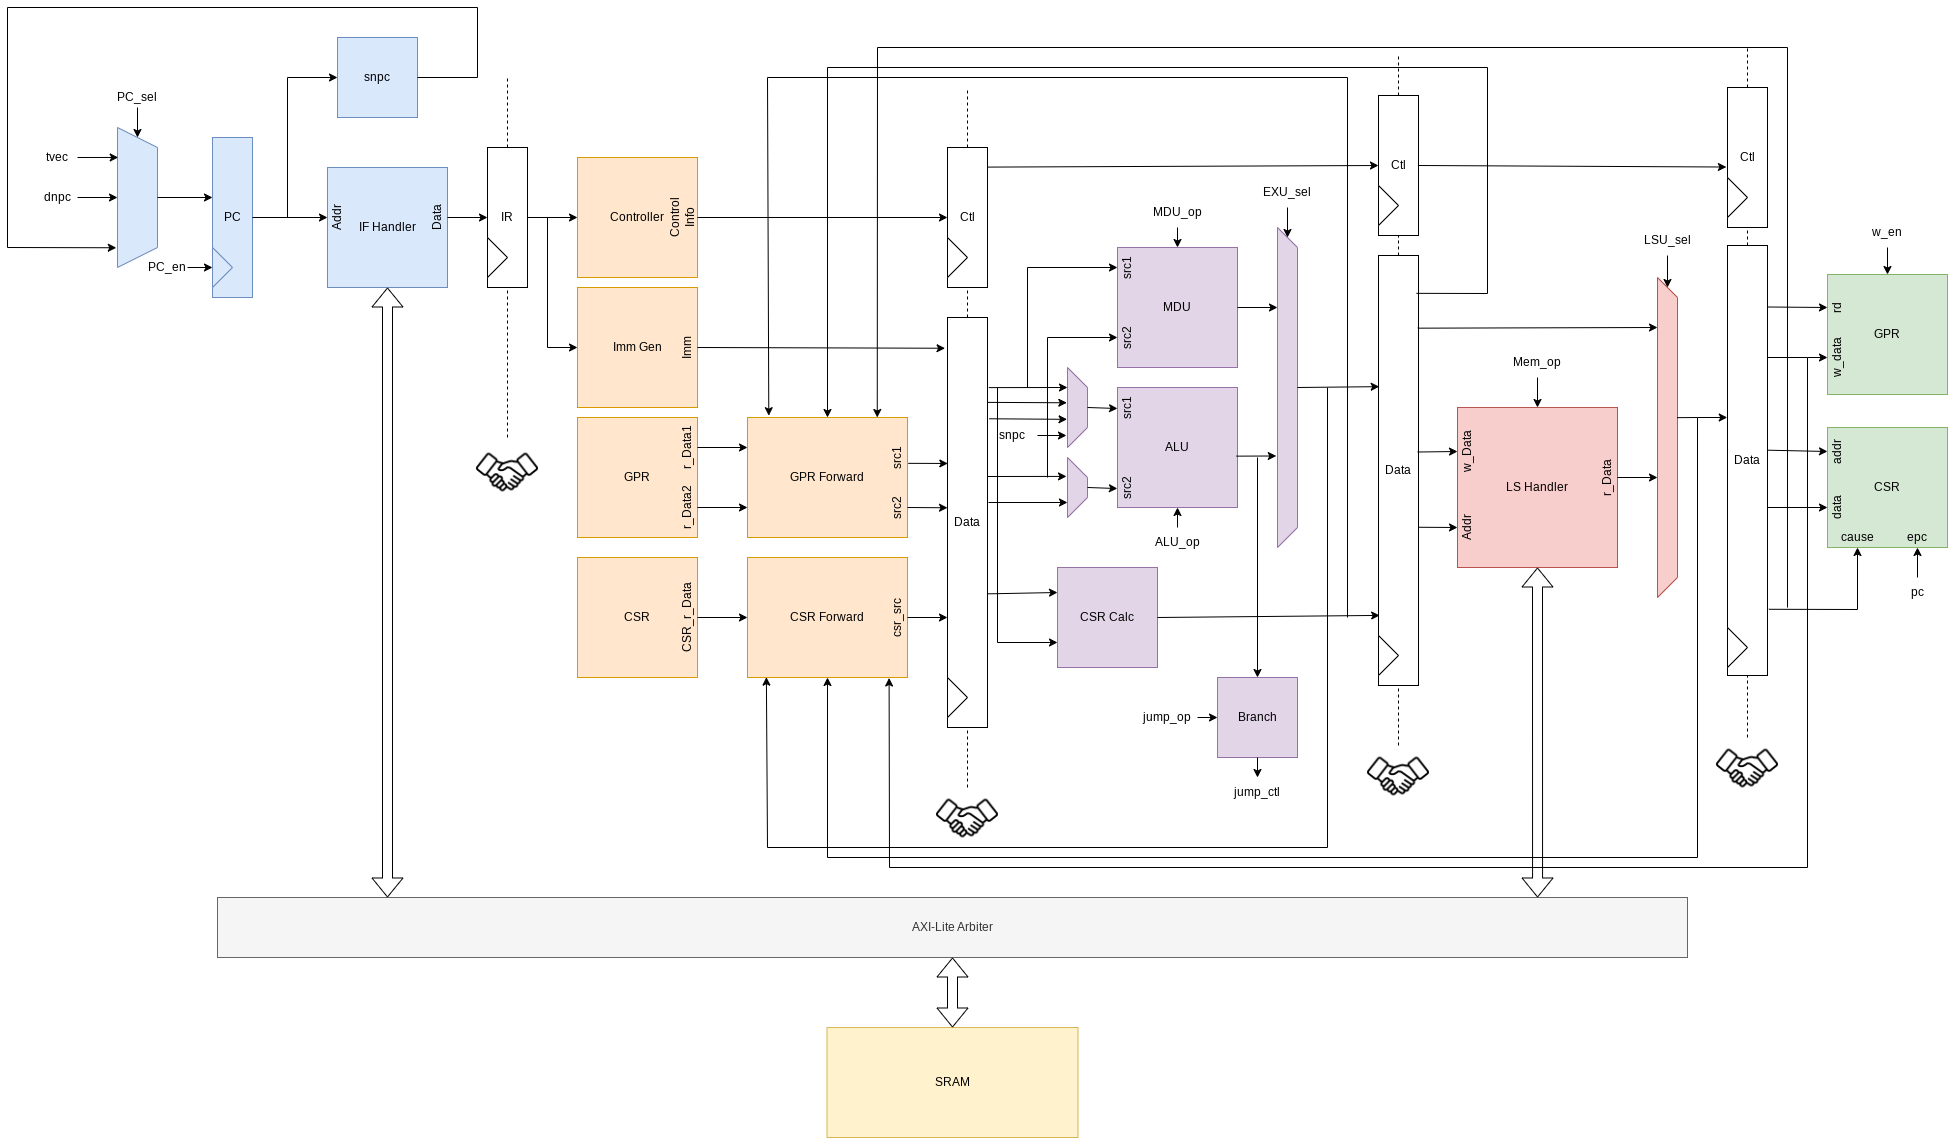 snpc
PC_sel
tvec
dnpc
PC
PC_en
Addr
IF Handler
Data
IR
Controller
Control
Info
Imm Gen
Imm
GPR
r_Data1
r_Data2
GPR Forward
src1
src2
CSR
CSR_r_Data
CSR Forward
csr_src
Ctl
Data
snpc
MDU_op
src1
src2
MDU
src1
src2
ALU
ALU_op
EXU_sel
CSR Calc
jump_op
Branch
jump_ctl
Ctl
Data
Mem_op
w_Data
Addr
LS Handler
r_Data
LSU_sel
Ctl
Data
w_en
rd
w_data
GPR
addr
data
CSR
cause
epc
pc
AXI-Lite Arbiter
SRAM